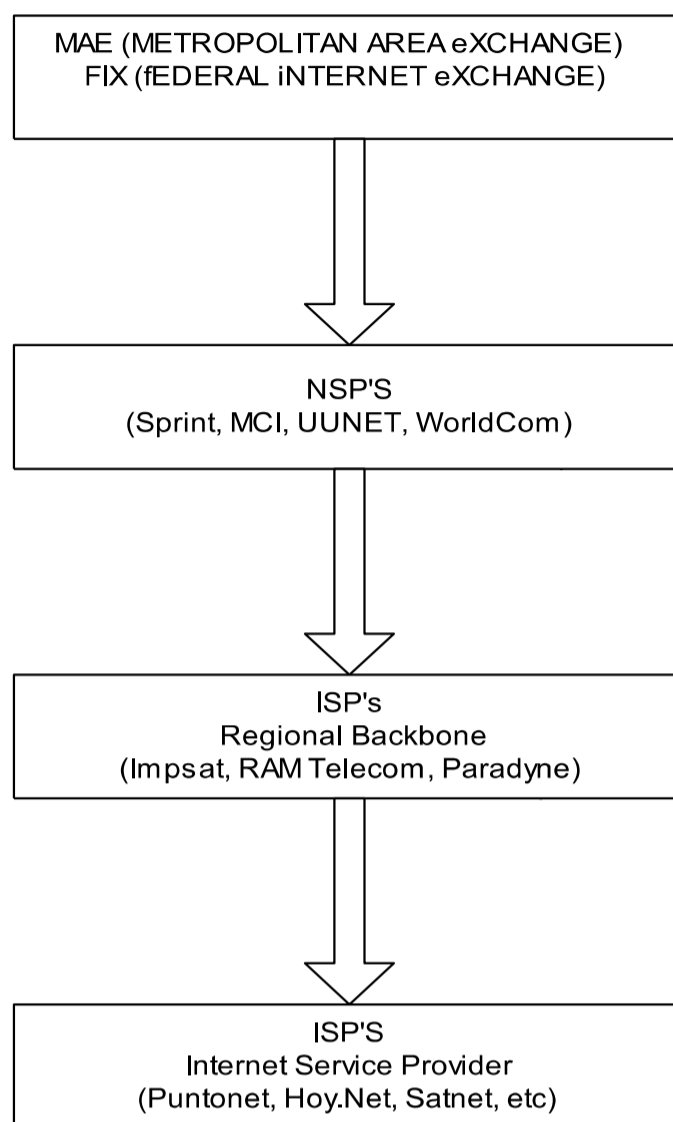 MAE (METROPOLITAN AREA eXCHANGE)
FIX (fEDERAL iNTERNET eXCHANGE)
NSP'S
(Sprint, MCI, UUNET, WorldCom)
ISP's
Regional Backbone
(Impsat, RAM Telecom, Paradyne)
ISP'S
Internet Service Provider
(Puntonet, Hoy.Net, Satnet, etc)